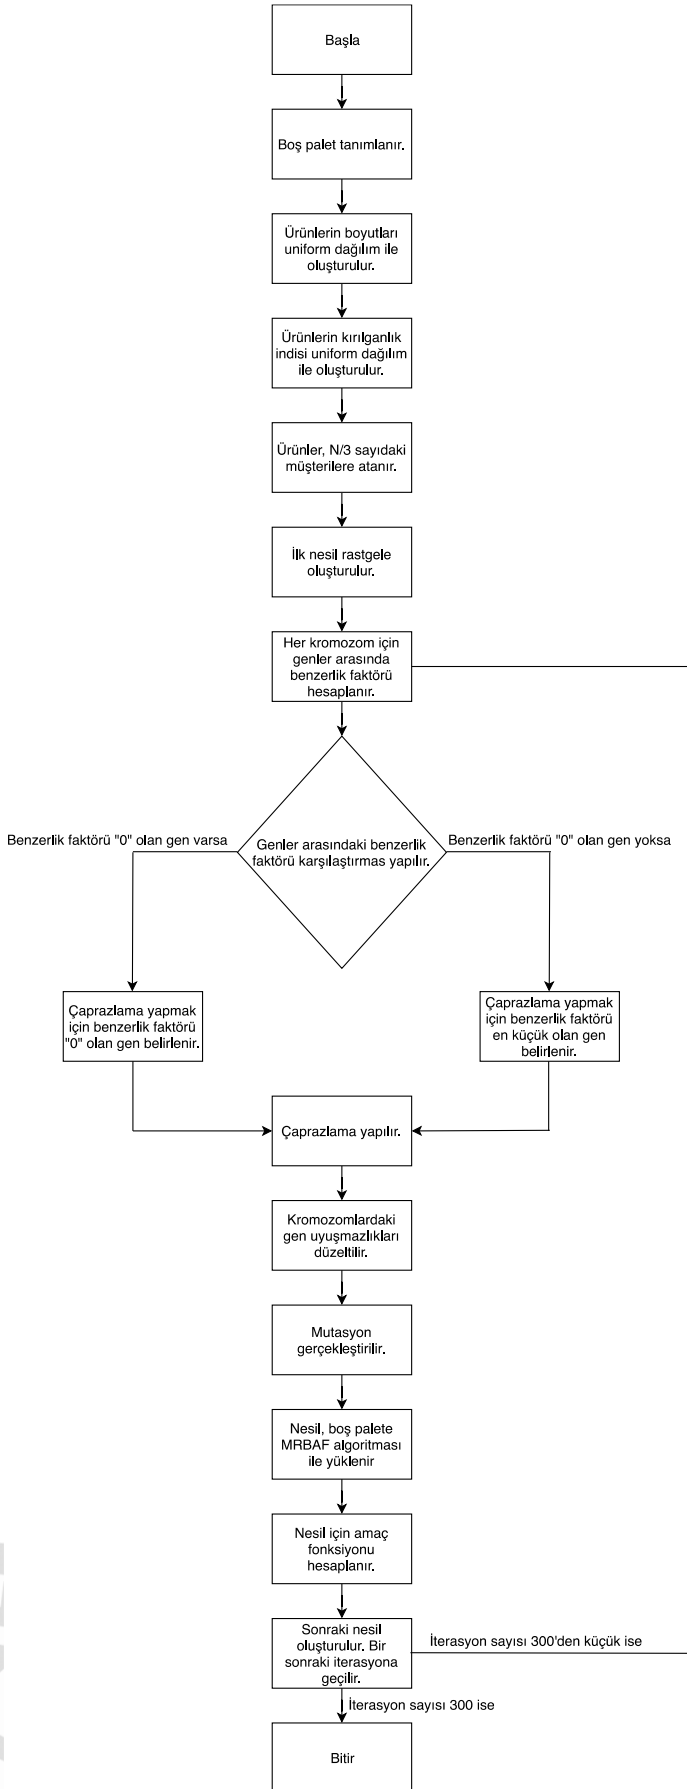 Başla
Boş palet tanımlanır.
Ürünlerin boyutları
uniform dağılım ile
oluşturulur.
Ürünlerin kırılganlık
indisi uniform dağılım
ile oluşturulur.
Ürünler, N/3 sayıdaki
müşterilere atanır.
İlk nesil rastgele
oluşturulur.
Her kromozom için
genler arasında
benzerlik faktörü
hesaplanır.
Benzerlik faktörü "0" olan gen varsa
Genler arasındaki benzerlik
faktörü karşılaştırmas yapılır.
Benzerlik faktörü "0" olan gen yoksa
Çaprazlama yapmak
için benzerlik faktörü
"0" olan gen belirlenir.
Çaprazlama yapmak
için benzerlik faktörü
en küçük olan gen
belirlenir.
Çaprazlama yapılır.
Kromozomlardaki
gen uyuşmazlıkları
düzeltilir.
Mutasyon
gerçekleştirilir.
Nesil, boş palete
MRBAF algoritması
ile yüklenir
Nesil için amaç
fonksiyonu
hesaplanır.
Sonraki nesil
oluşturulur. Bir
sonraki iterasyona
geçilir.
İterasyon sayısı 300'den küçük ise
İterasyon sayısı 300 ise
Bitir